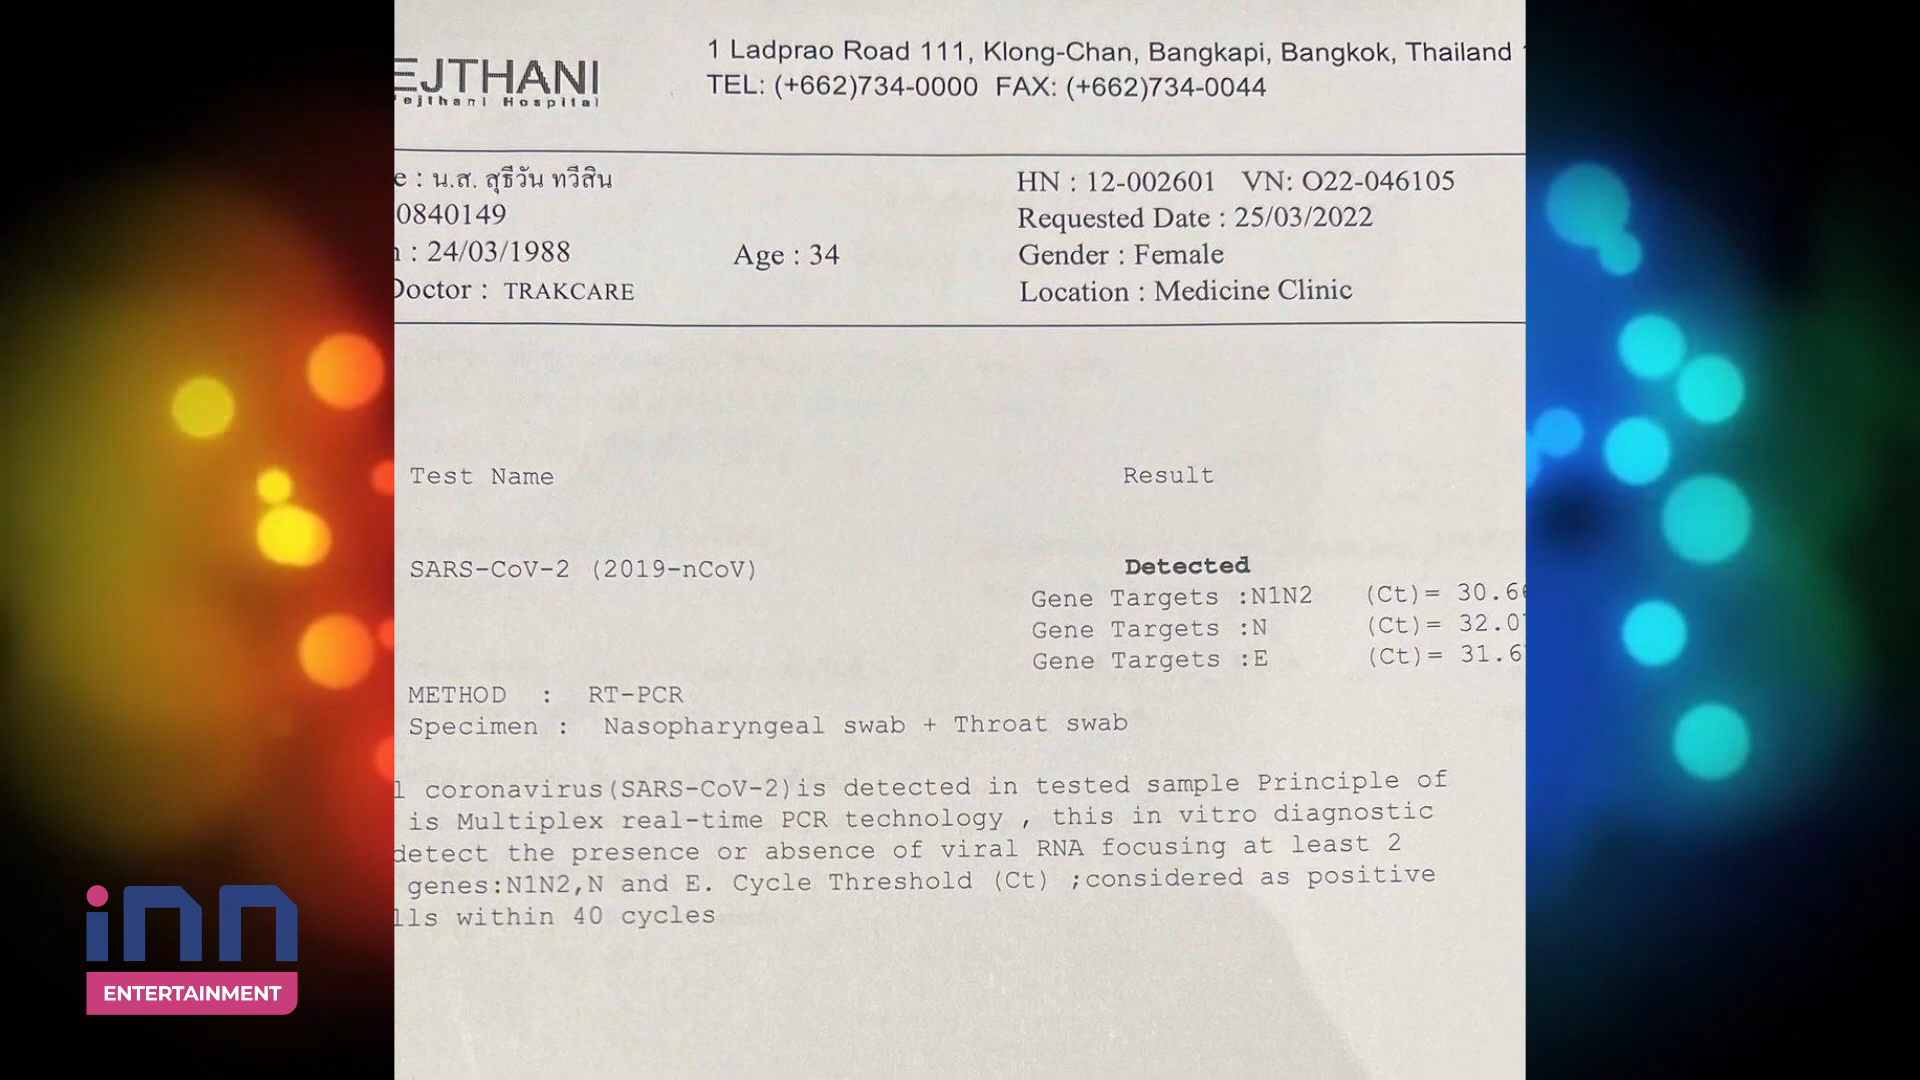 EJTHANI
ejthani Hospital
1 Ladprao Road 111, Klong-Chan, Bangkapi, Bangkok, Thailand
TEL: (+662)734-0000 FAX: (+662)734-0044
e : น.ส. สุธีวัน ทวีสิน
HN : 12-002601 VN: O22-046105
0840149
Requested Date : 25/03/2022
: 24/03/1988 Age : 34
Gender : Female
Doctor : TRAKCARE
Location : Medicine Clinic
Test Name Result
SARS-CoV-2 (2019-nCoV) Detected
Gene Targets :N1N2 (Ct)= 30.6
Gene Targets :N (Ct)= 32.0
Gene Targets :E (Ct)= 31.6
METHOD : RT-PCR
Specimen : Nasopharyngeal swab + Throat swab
l coronavirus(SARS-CoV-2)is detected in tested sample Principle of
is Multiplex real-time PCR technology , this in vitro diagnostic
detect the presence or absence of viral RNA focusing at least 2
genes:N1N2,N and E. Cycle Threshold (Ct) ;considered as positive
lls within 40 cycles
inn
ENTERTAINMENT